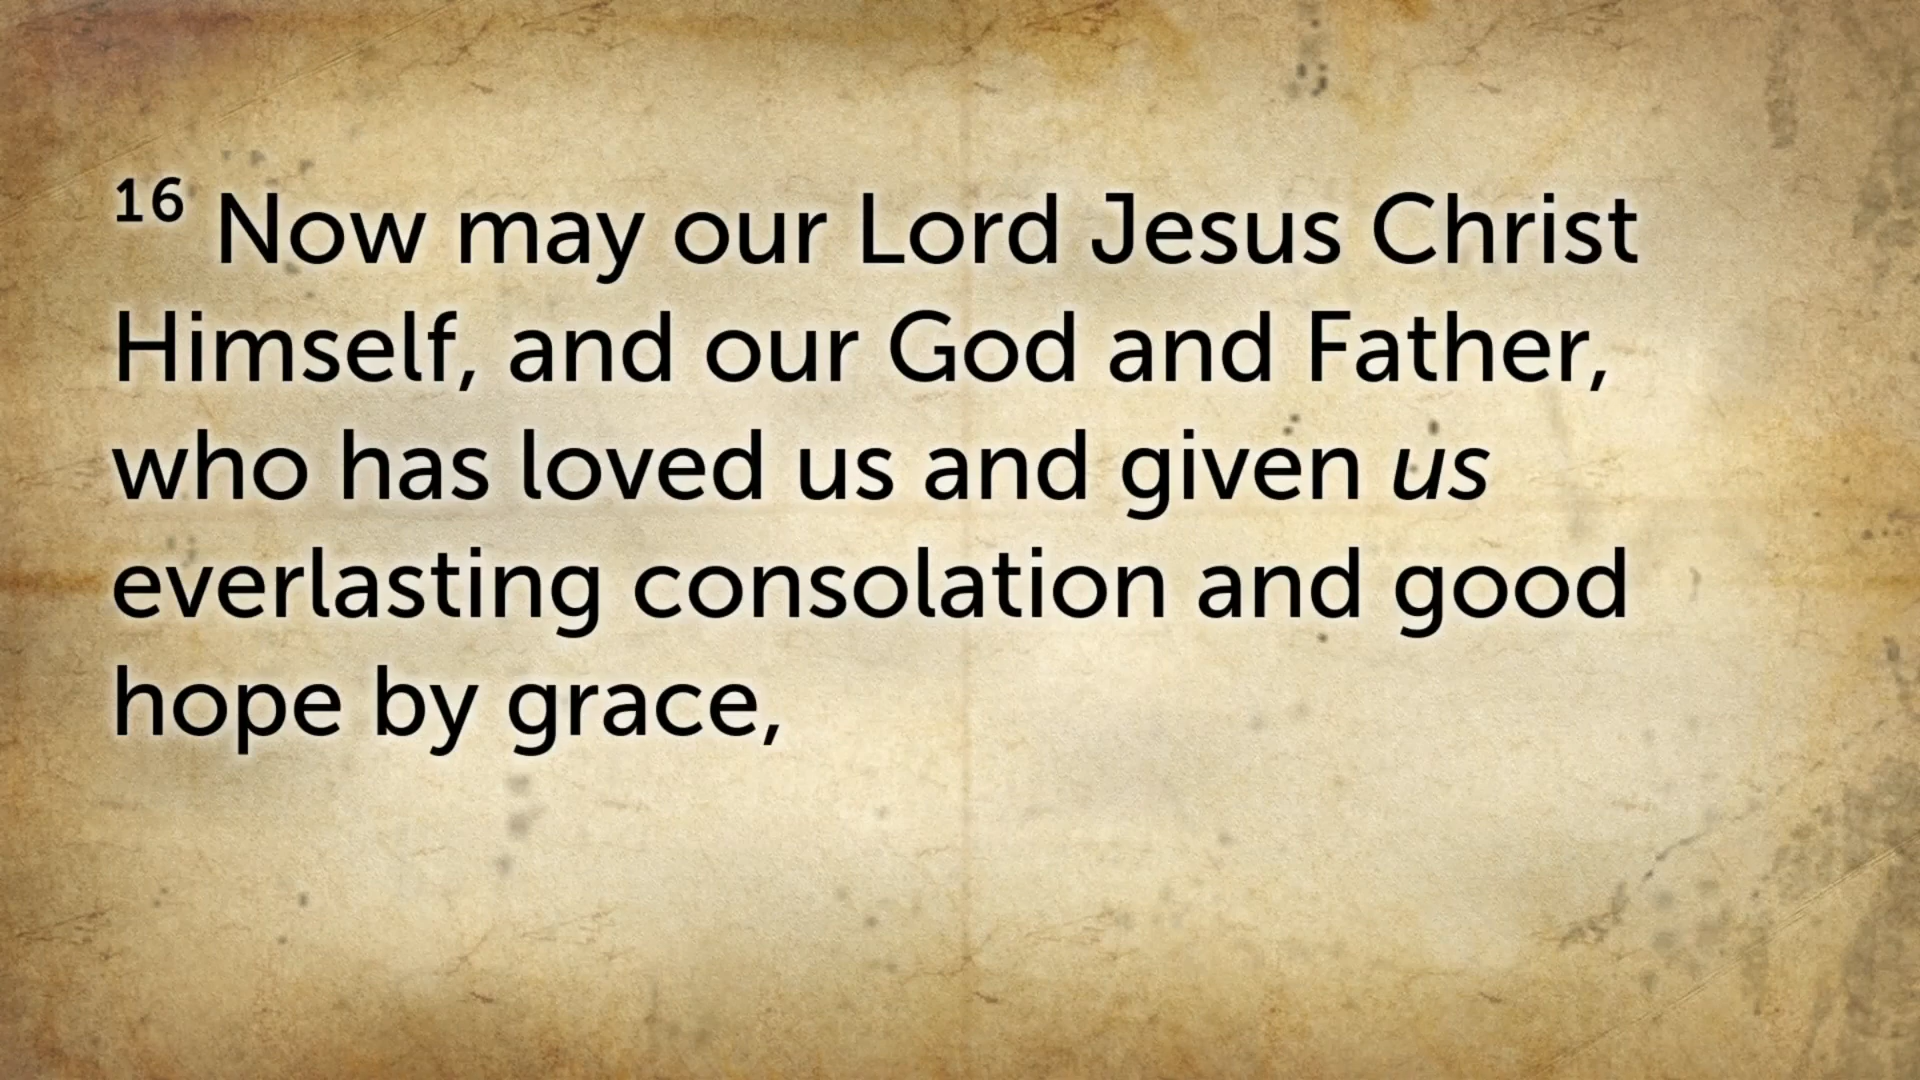 16 Now may our Lord Jesus Christ
Himself, and our God and Father,
who has loved us and given us
everlasting consolation and good
hope by grace,